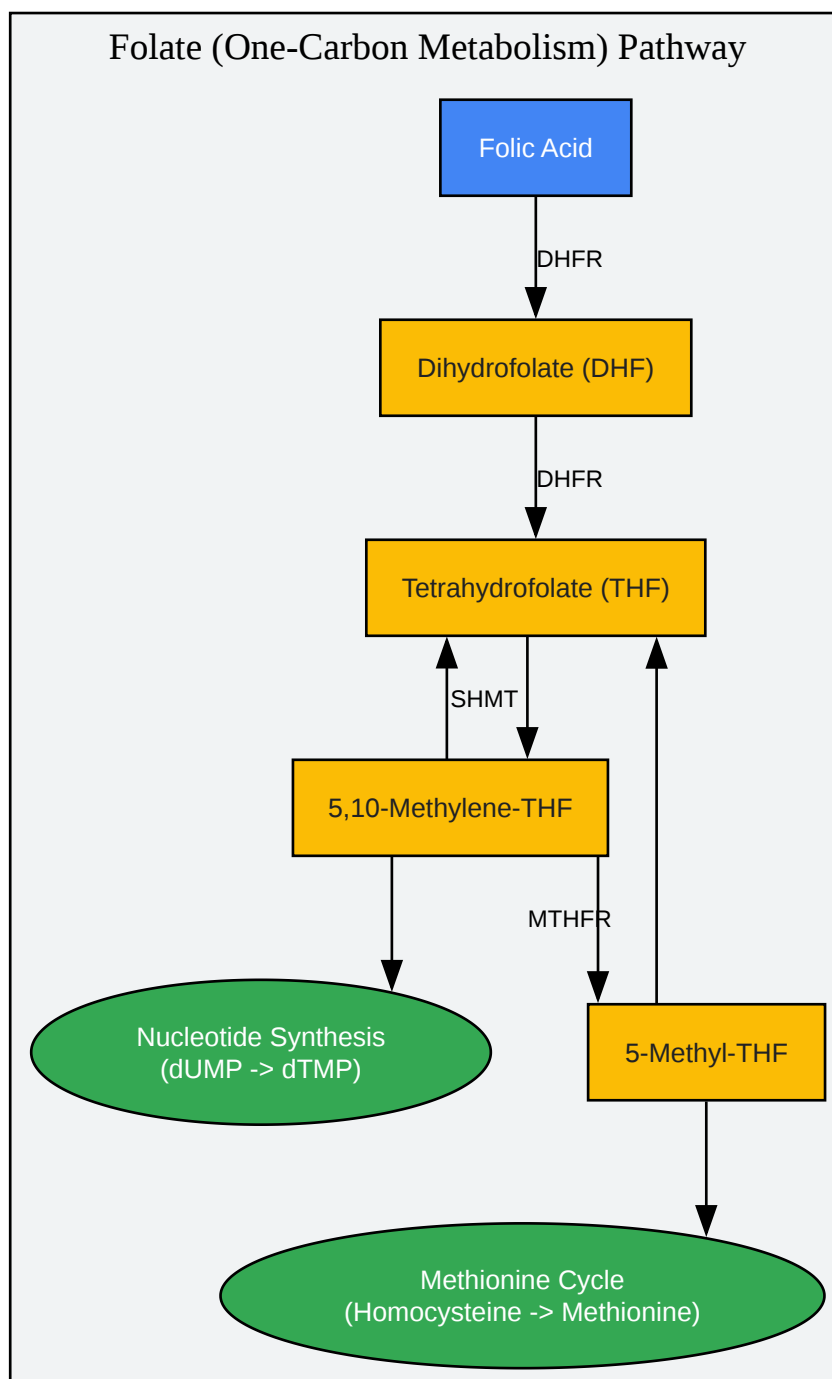 Folate (One-Carbon Metabolism) Pathway
Folic Acid
DHFR
Dihydrofolate (DHF)
DHFR
Tetrahydrofolate (THF)
SHMT
5,10-Methylene-THF
MTHFR
Nucleotide Synthesis
(dUMP -> dTMP)
5-Methyl-THF
Methionine Cycle
(Homocysteine -> Methionine)